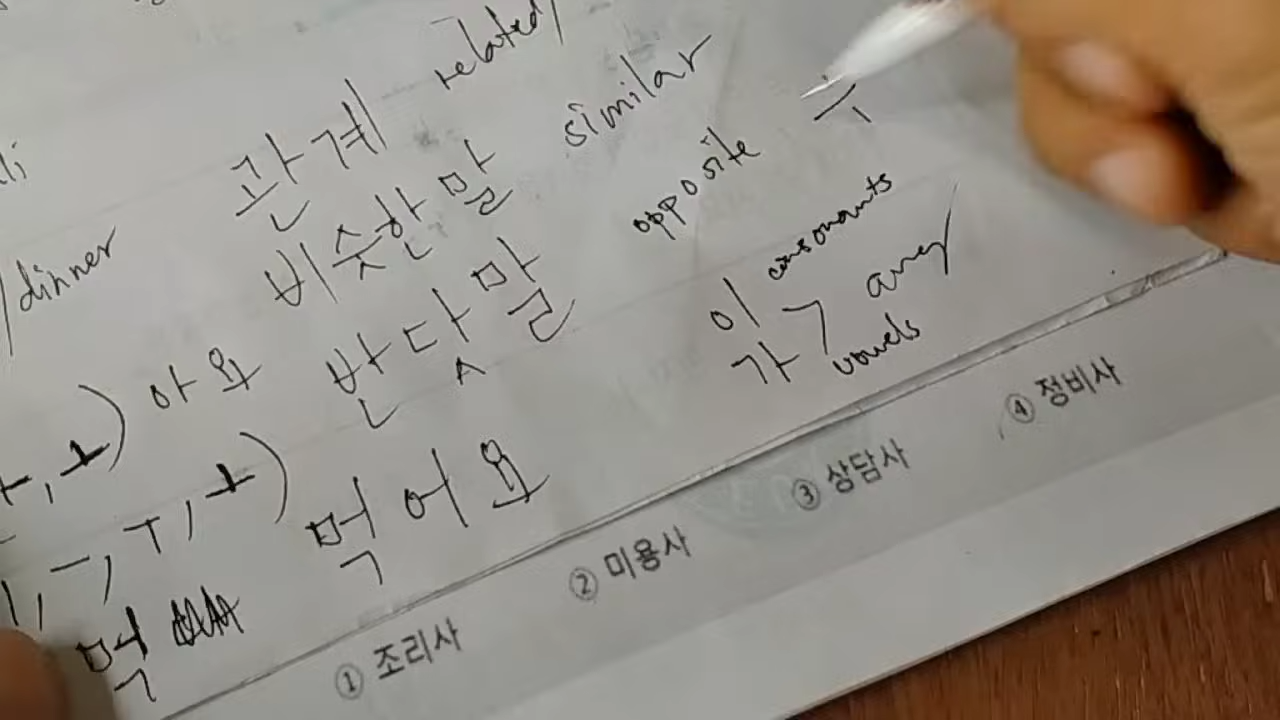 관계 related/
비슷한말 similar
반닷말 opposite
ㅜ
/dinner
이 consonants
가 ㄱ any
vowels
ㅏ, ㅗ) 아요
ㅣ, ㅡ, ㅜ, ㅗ) 먹어요
먹
① 조리사 ② 미용사 ③ 상담사 ④ 정비사